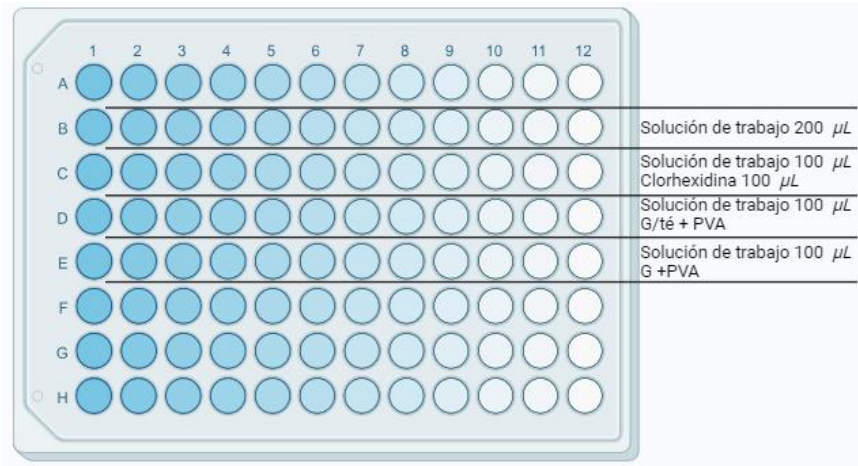 1 2 3 4 5 6 7 8 9 10 11 12
A
B
Solución de trabajo 200 µL
C
Solución de trabajo 100 µL
Clorhexidina 100 µL
D
Solución de trabajo 100 µL
G/té + PVA
E
Solución de trabajo 100 µL
G +PVA
F
G
H